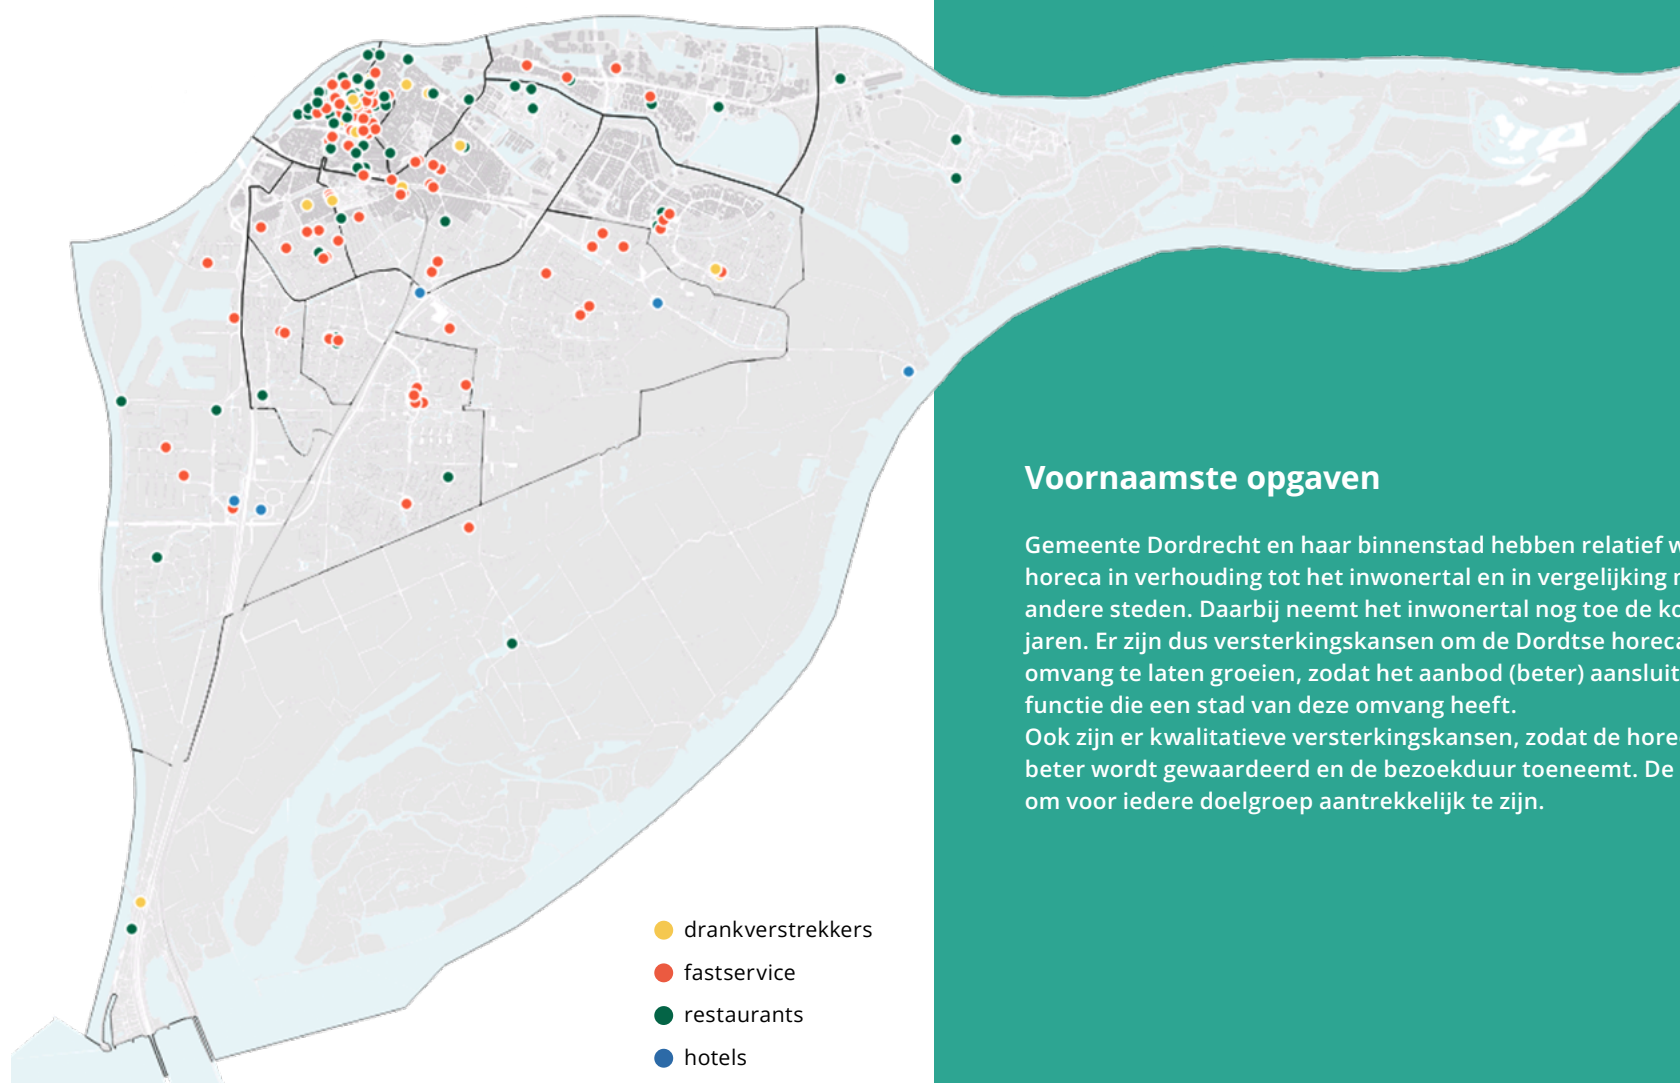 drankverstrekkers
fastservice
restaurants
hotels
Voornaamste opgaven
Gemeente Dordrecht en haar binnenstad hebben relatief
horeca in verhouding tot het inwonertal en in vergelijking
andere steden. Daarbij neemt het inwonertal nog toe de
jaren. Er zijn dus versterkingskansen om de Dordtse horeca
omvang te laten groeien, zodat het aanbod (beter) aansluit
functie die een stad van deze omvang heeft.
Ook zijn er kwalitatieve versterkingskansen, zodat de
beter wordt gewaardeerd en de bezoekduur toeneemt. De
om voor iedere doelgroep aantrekkelijk te zijn.